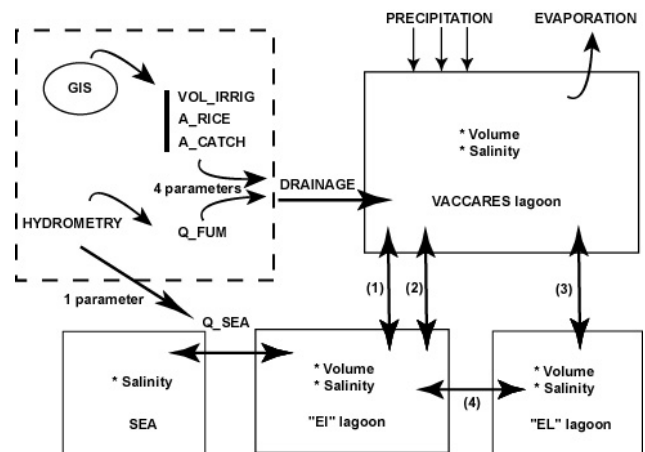 PRECIPITATION
EVAPORATION
GIS
VOL_IRRIG
A_RICE
A_CATCH
4 parameters
DRAINAGE
* Volume
* Salinity
VACCARES lagoon
HYDROMETRY
Q_FUM
1 parameter
(1)
(2)
(3)
Q_SEA
* Salinity
SEA
* Volume
* Salinity
"EI" lagoon
(4)
* Volume
* Salinity
"EL" lagoon